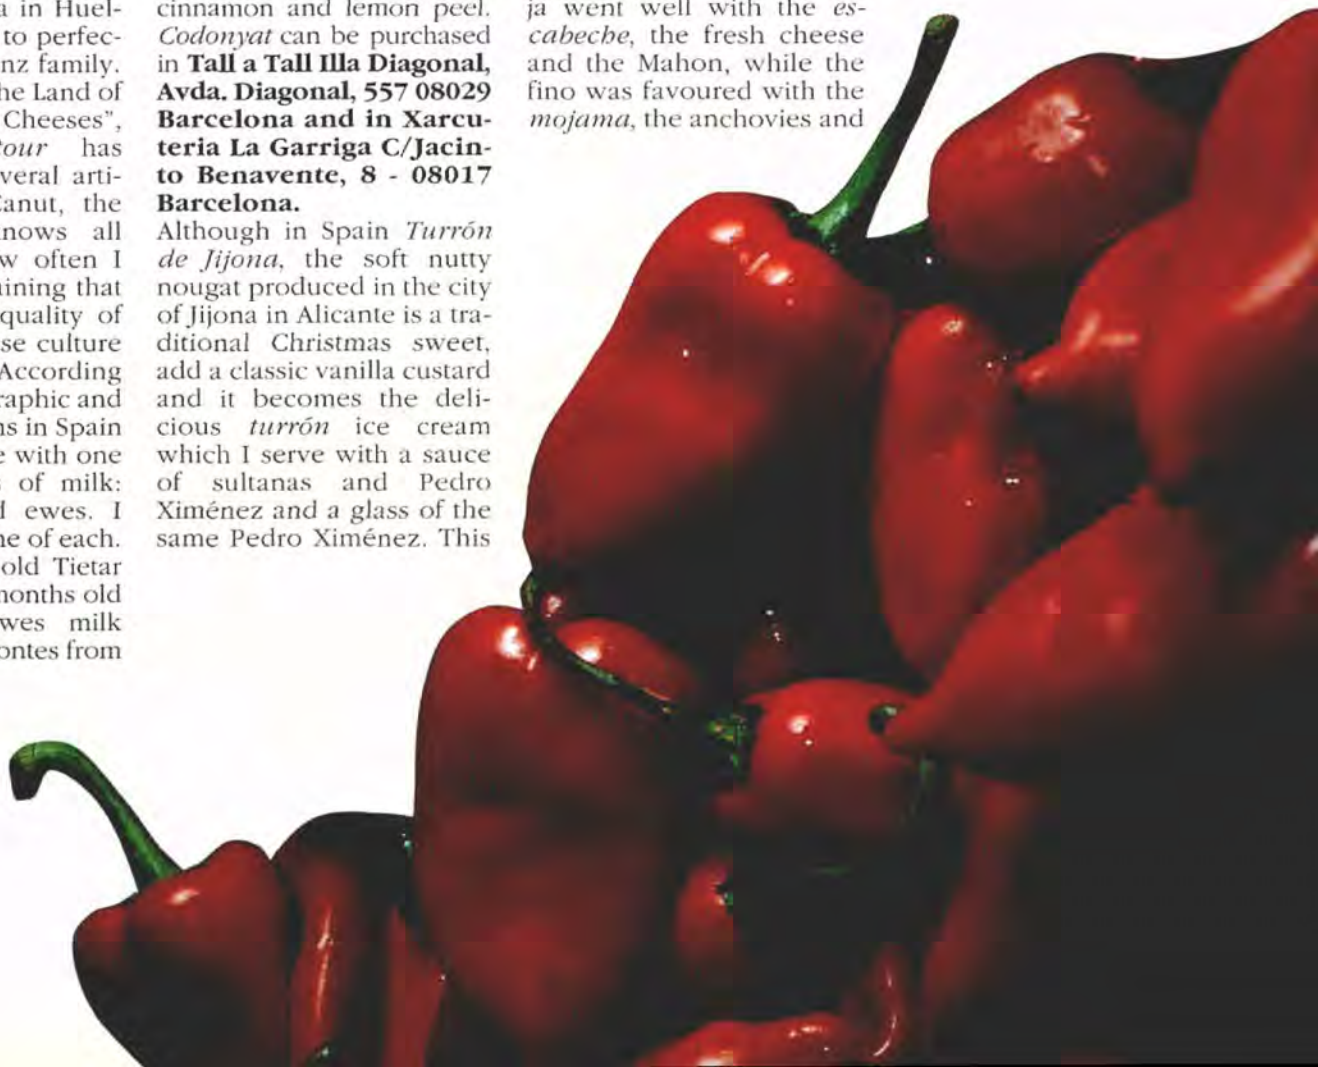 a in Huel-
to perfec-
nz family.
he Land of
Cheeses",
our has
veral arti-
Canut, the
nows all
w often I
ining that
quality of
se culture
According
raphic and
ns in Spain
e with one
of milk:
d ewes. I
ne of each.
old Tietar
months old
wes milk
ontes from
cinnamon and lemon peel.
Codonyat can be purchased
in Tall a Tall Illa Diagonal,
Avda. Diagonal, 557 08029
Barcelona and in Xarcu-
teria La Garriga C/Jacin-
to Benavente, 8 - 08017
Barcelona.
Although in Spain Turrón
de Jijona, the soft nutty
nougat produced in the city
of Jijona in Alicante is a tra-
ditional Christmas sweet,
add a classic vanilla custard
and it becomes the deli-
cious turrón ice cream
which I serve with a sauce
of sultanas and Pedro
Ximénez and a glass of the
same Pedro Ximénez. This
ja went well with the es-
cabeche, the fresh cheese
and the Mahon, while the
fino was favoured with the
mojama, the anchovies and